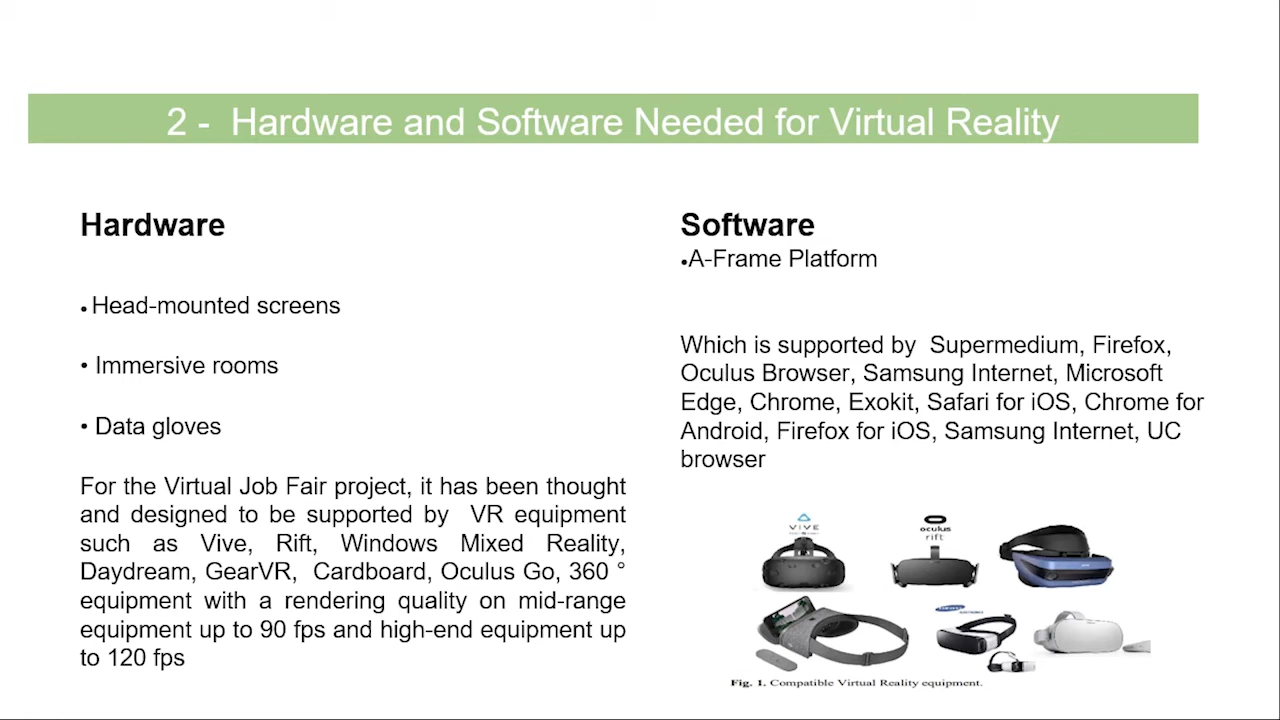 2 - Hardware and Software Needed for Virtual Reality
Hardware
•Head-mounted screens
• Immersive rooms
• Data gloves
For the Virtual Job Fair project, it has been thought
and designed to be supported by VR equipment
such as Vive, Rift, Windows Mixed Reality,
Daydream, GearVR, Cardboard, Oculus Go, 360 °
equipment with a rendering quality on mid-range
equipment up to 90 fps and high-end equipment up
to 120 fps
Software
•A-Frame Platform
Which is supported by Supermedium, Firefox,
Oculus Browser, Samsung Internet, Microsoft
Edge, Chrome, Exokit, Safari for iOS, Chrome for
Android, Firefox for iOS, Samsung Internet, UC
browser
VIVE
oculus
rift
SAMSUNG
Fig. 1. Compatible Virtual Reality equipment.